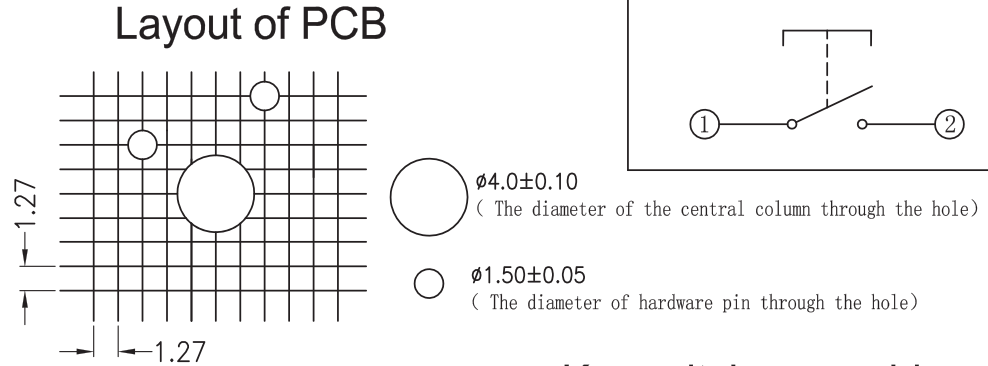 Layout of PCB
① ②
ø4.0±0.10
( The diameter of the central column through the hole)
1.27
ø1.50±0.05
( The diameter of hardware pin through the hole)
1.27